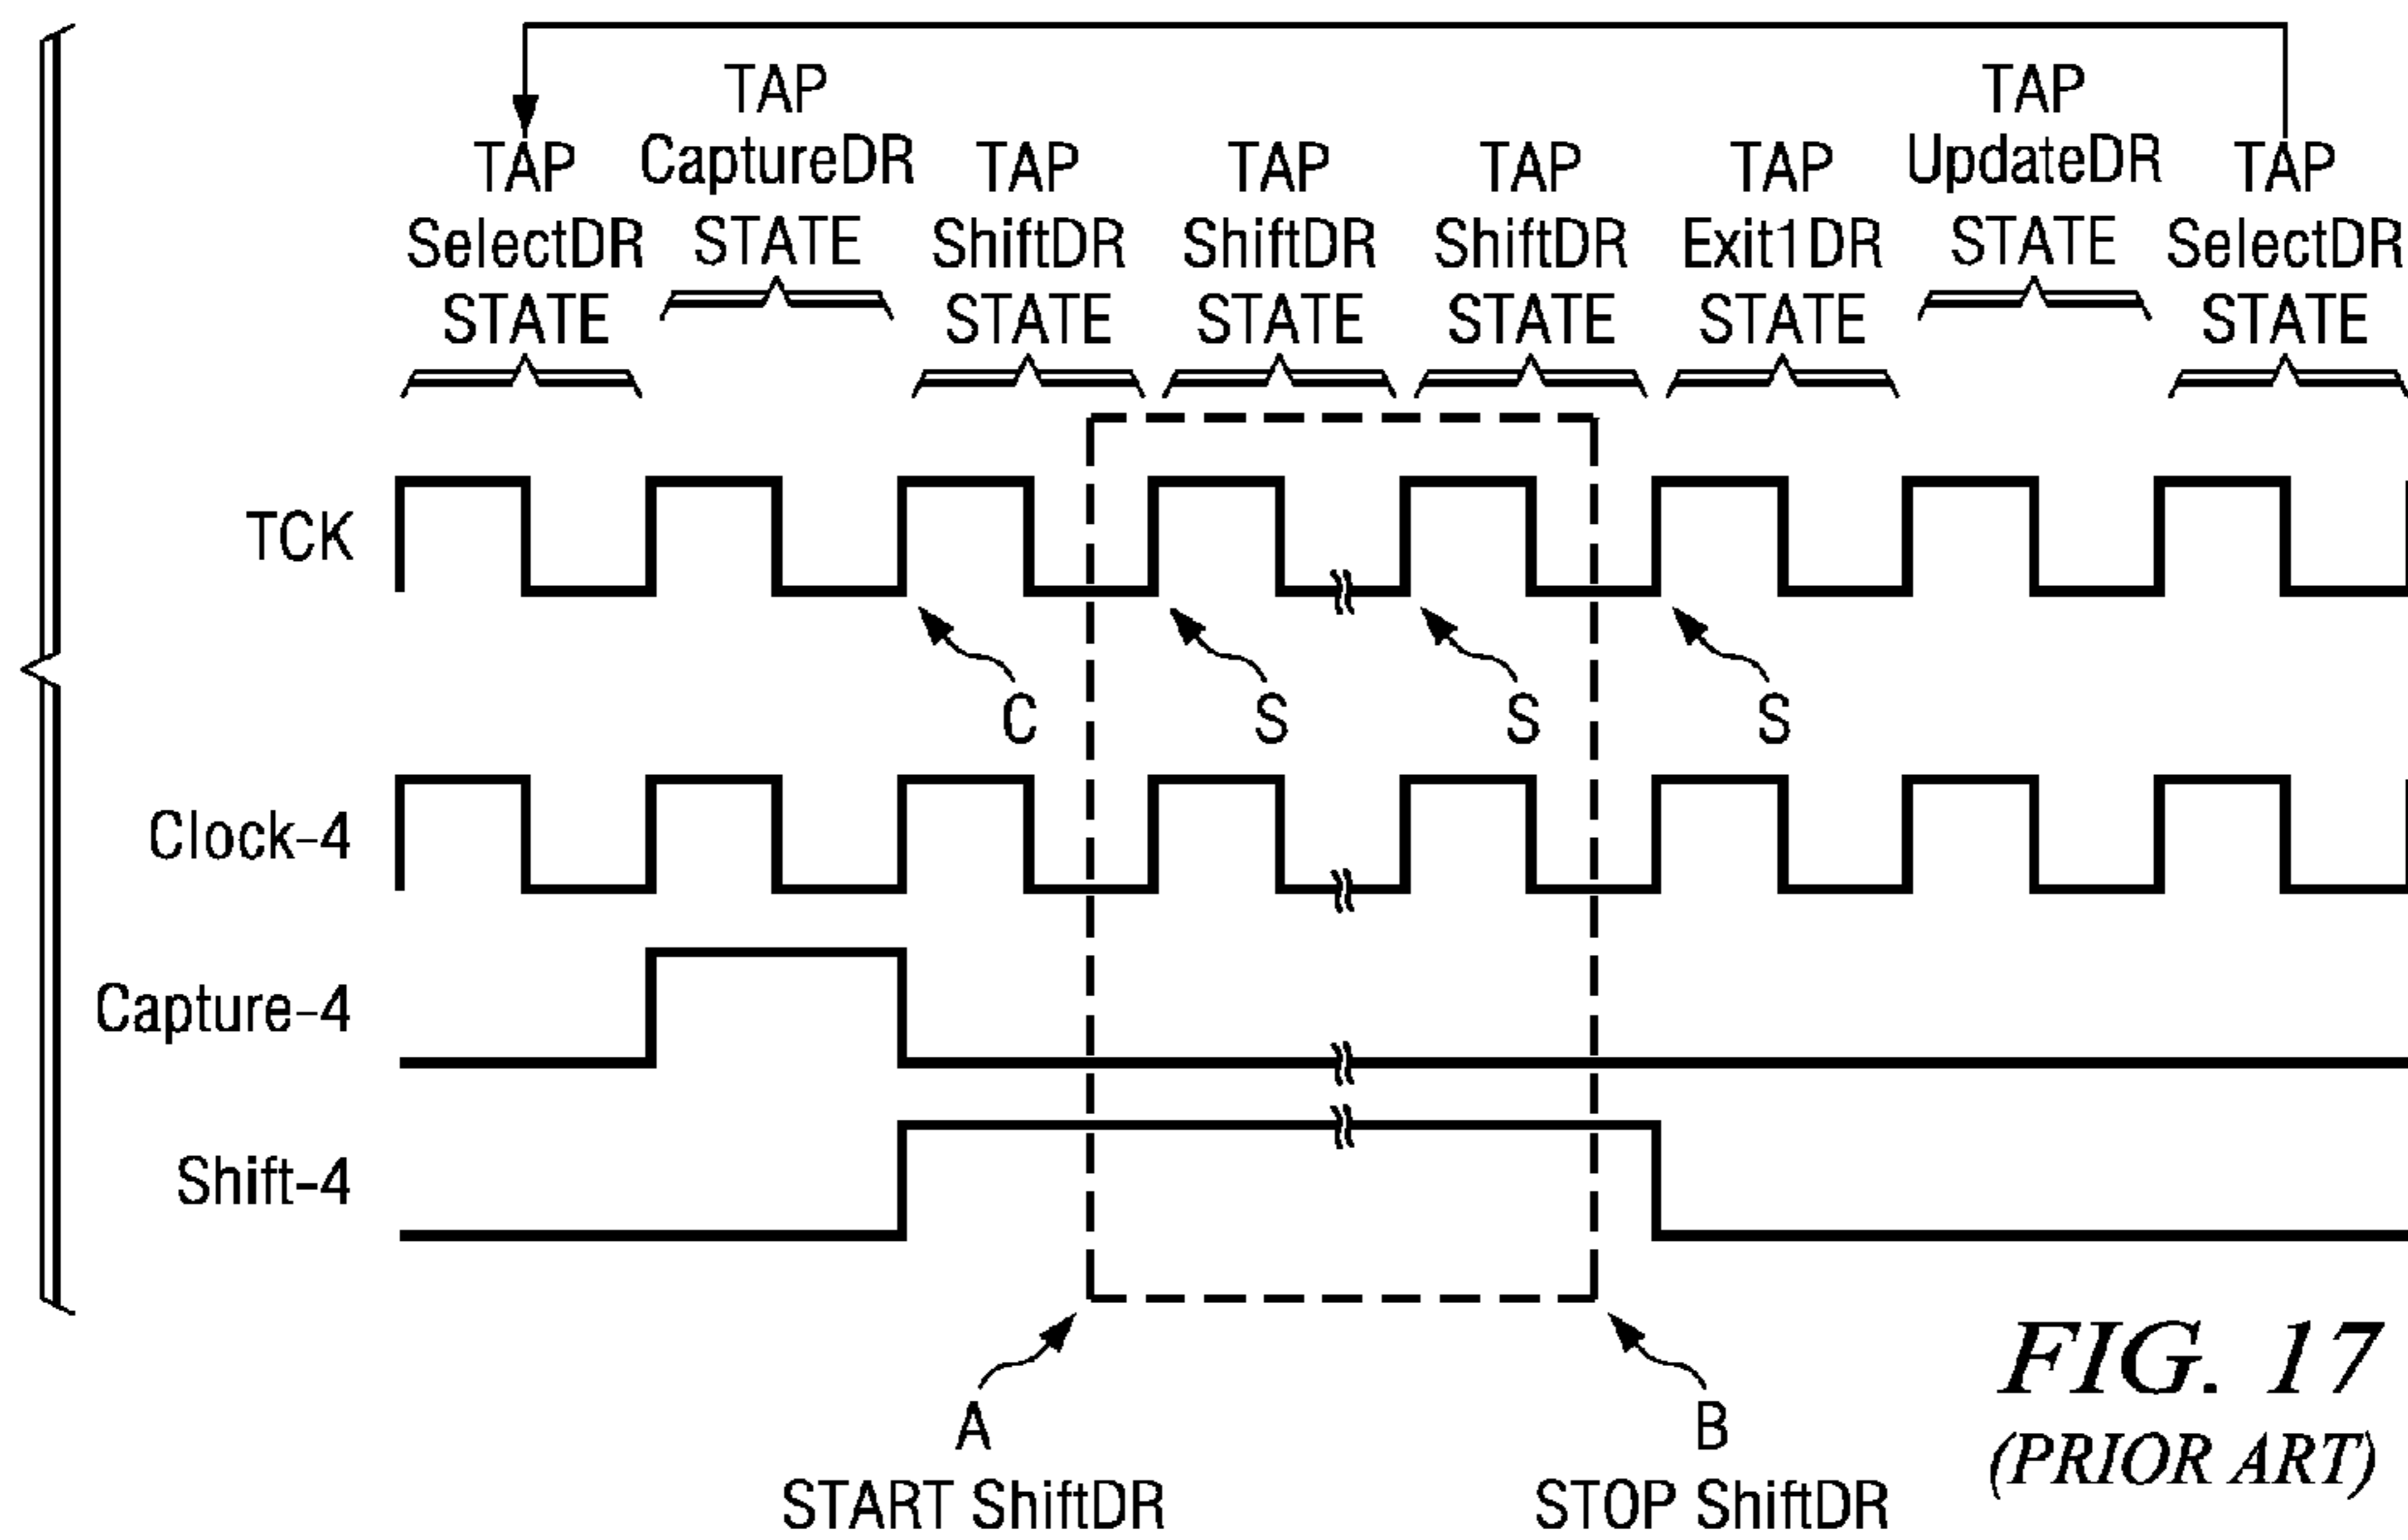 TAP
SelectDR
STATE
TAP
CaptureDR
STATE
TAP
ShiftDR
STATE
TAP
ShiftDR
STATE
TAP
ShiftDR
STATE
TAP
Exit1DR
STATE
TAP
UpdateDR
STATE
TAP
SelectDR
STATE
TCK
C
S
S
S
Clock-4
Capture-4
Shift-4
A
START ShiftDR
B
STOP ShiftDR
FIG. 17
(PRIOR ART)